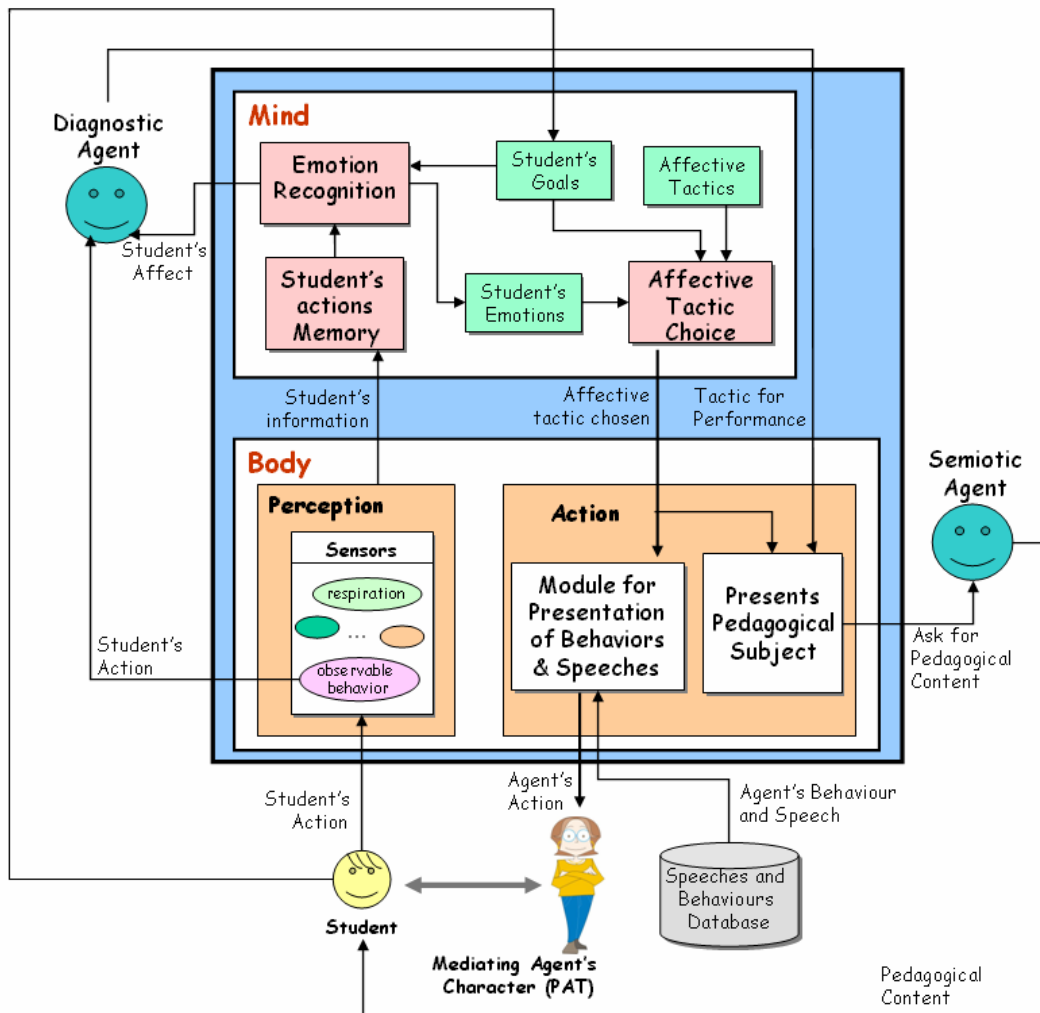 Mind
Diagnostic
Agent
Emotion
Recognition
Student's
Goals
Affective
Tactics
Student's
Affect
Student's
actions
Memory
Student's
Emotions
Affective
Tactic
Choice
Student's
information
Affective
tactic chosen
Tactic for
Performance
Body
Semiotic
Agent
Perception
Action
Sensors
respiration
...
observable
behavior
Module for
Presentation
of Behaviors
& Speeches
Presents
Pedagogical
Subject
Student's
Action
Ask for
Pedagogical
Content
Student's
Action
Agent's
Action
Agent's Behaviour
and Speech
Speeches and
Behaviours
Database
Student
Mediating Agent's
Character (PAT)
Pedagogical
Content